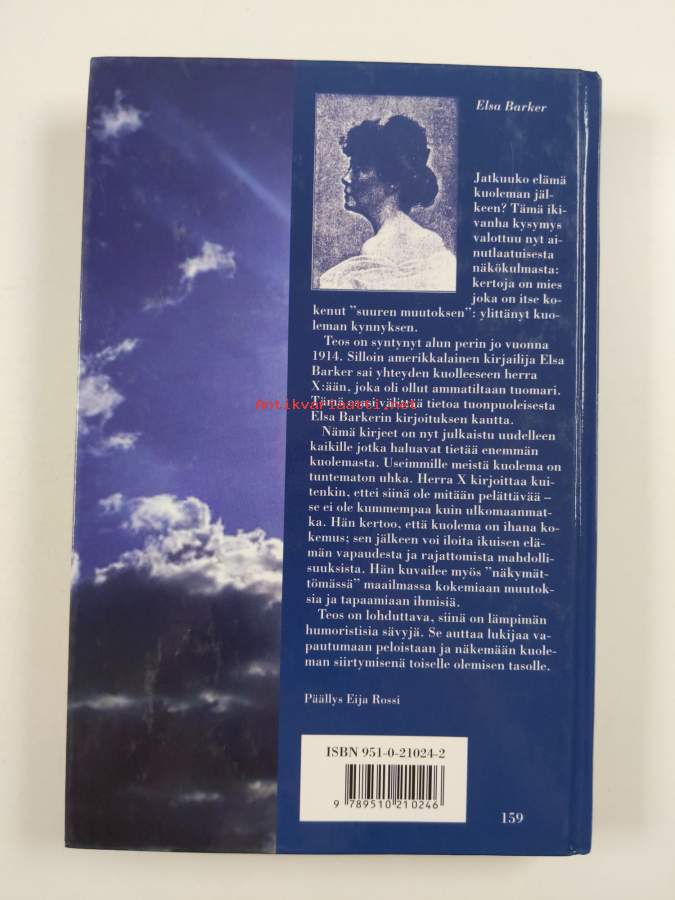 Elsa Barker
Jatkuuko elämä
kuoleman jäl-
keen? Tämä iki-
vanha kysymys
valottuu nyt ai-
nutlaatuisesta
näkökulmasta:
kertoja on mies
joka on itse ko-
kenut ”suuren muutoksen”: ylittänyt kuo-
leman kynnyksen.
Teos on syntynyt alun perin jo vuonna
1914. Silloin amerikkalainen kirjailija Elsa
Barker sai yhteyden kuolleeseen herra
X:ään, joka oli ollut ammatiltaan tuomari.
Tämä sai välittää tietoa tuonpuoleisesta
antikvariaatti.net
Elsa Barkerin kirjoituksen kautta.
Nämä kirjeet on nyt julkaistu uudelleen
kaikille jotka haluavat tietää enemmän
kuolemasta. Useimmille meistä kuolema on
tuntematon uhka. Herra X kirjoittaa kui-
tenkin, ettei siinä ole mitään pelättävää –
se ei ole kummempaa kuin ulkomaanmat-
ka. Hän kertoo, että kuolema on ihana ko-
kemus; sen jälkeen voi iloita ikuisen elä-
män vapaudesta ja rajattomista mahdolli-
suuksista. Hän kuvailee myös ”näkymät-
tömässä” maailmassa kokemiaan muutok-
sia ja tapaamiaan ihmisiä.
Teos on lohduttava, siinä on lämpimän
humoristisia sävyjä. Se auttaa lukijaa va-
pautumaan peloistaan ja näkemään kuole-
man siirtymisenä toiselle olemisen tasolle.
Päällys Eija Rossi
ISBN 951-0-21024-2
9 789510 210246
159